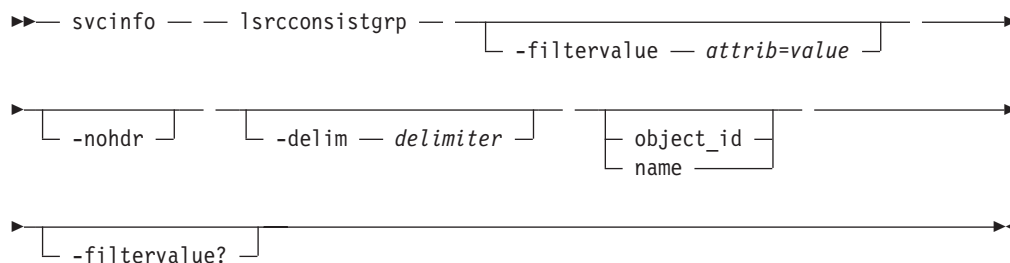 svcinfo lsrcconsistgrp
-filtervalue attrib=value
-nohdr -delim delimiter object_id
name
-filtervalue?